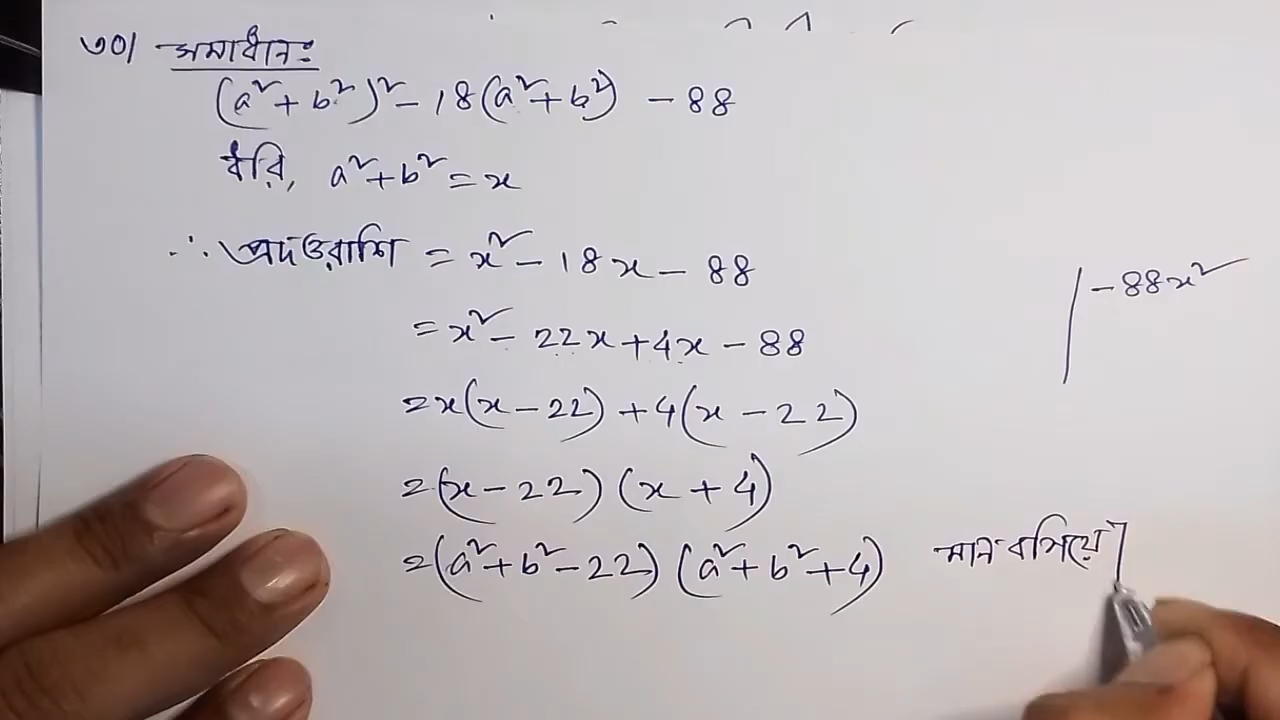 ৩০। সমাধানঃ
(a²+b²)²-18(a²+b²) -88
ধরি, a²+b²=x
∴ প্রদত্তরাশি = x²-18x-88
-88x²
=x²-22x+4x-88
=x(x-22)+4(x-22)
=(x-22)(x+4)
=(a²+b²-22)(a²+b²+4) মান বসিয়ে]